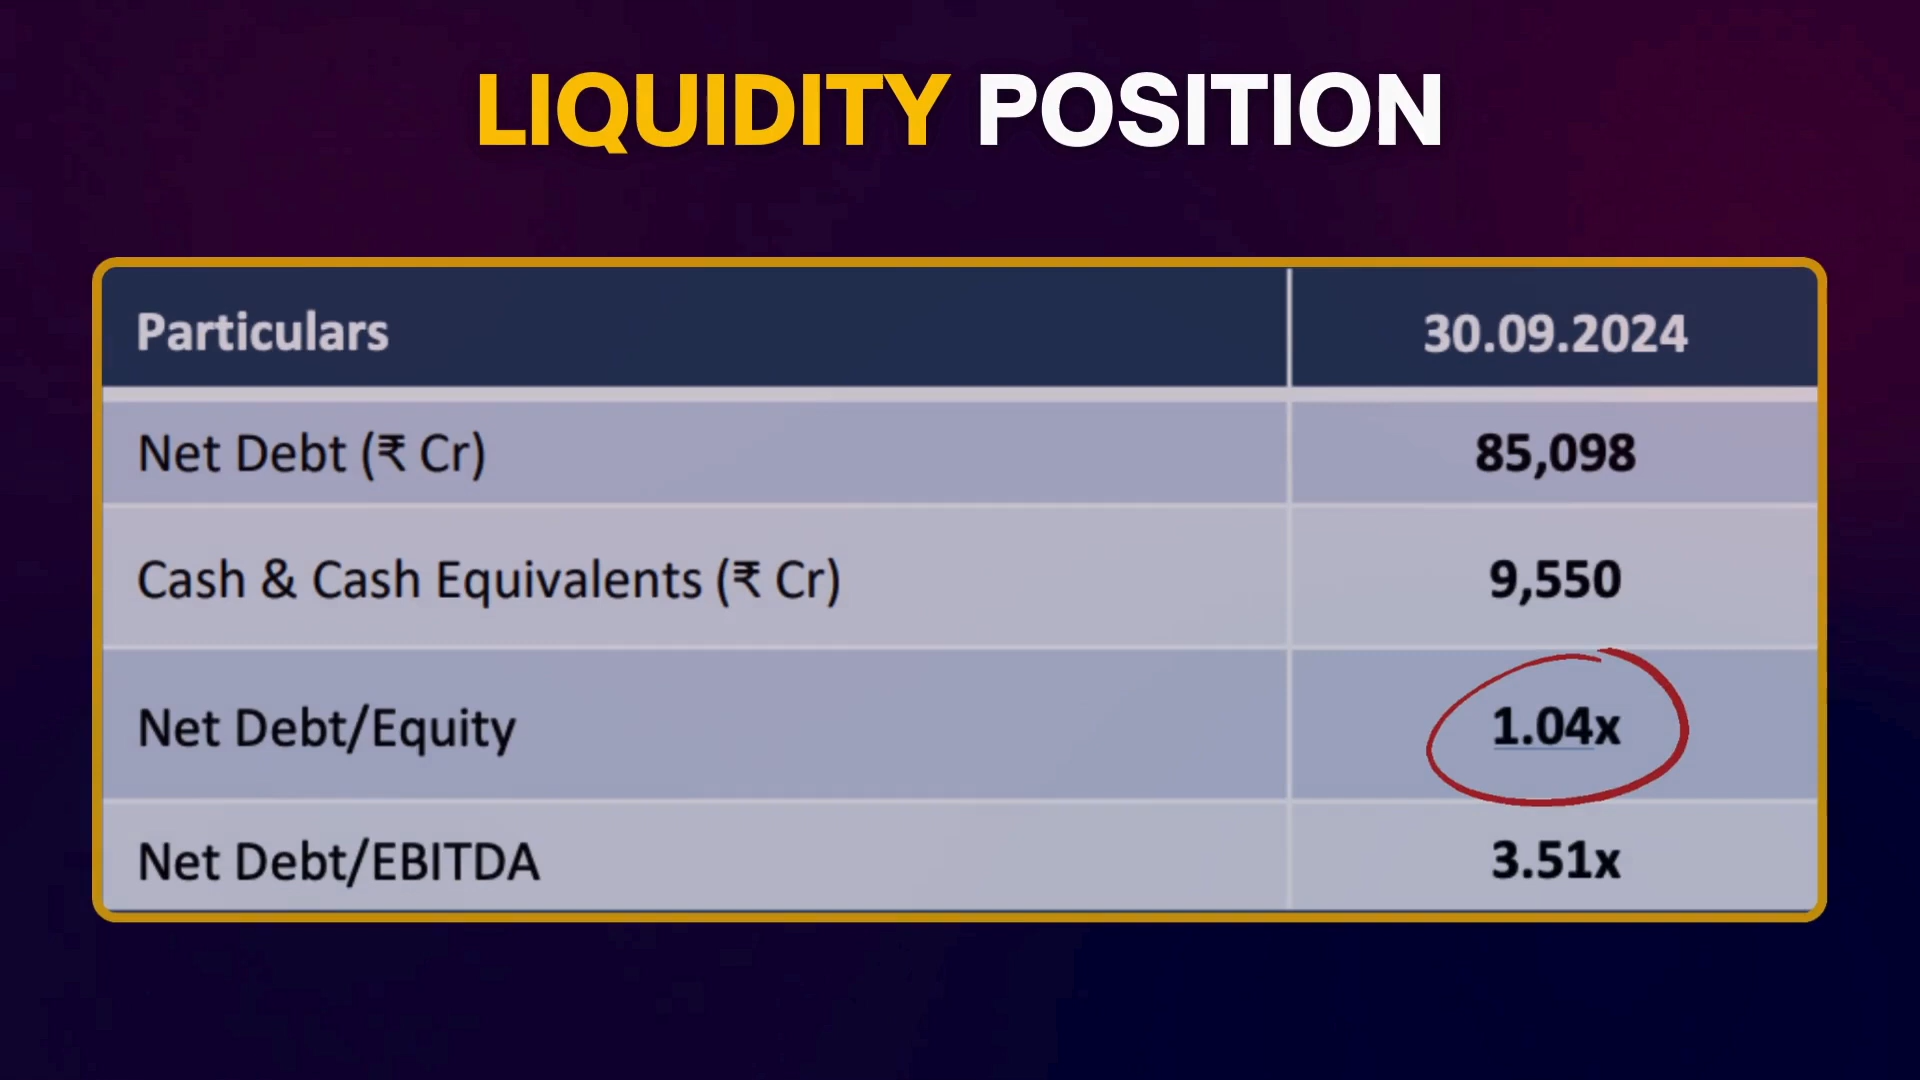 LIQUIDITY POSITION
Particulars 30.09.2024
Net Debt (₹ Cr) 85,098
Cash & Cash Equivalents (₹ Cr) 9,550
Net Debt/Equity 1.04x
Net Debt/EBITDA 3.51x